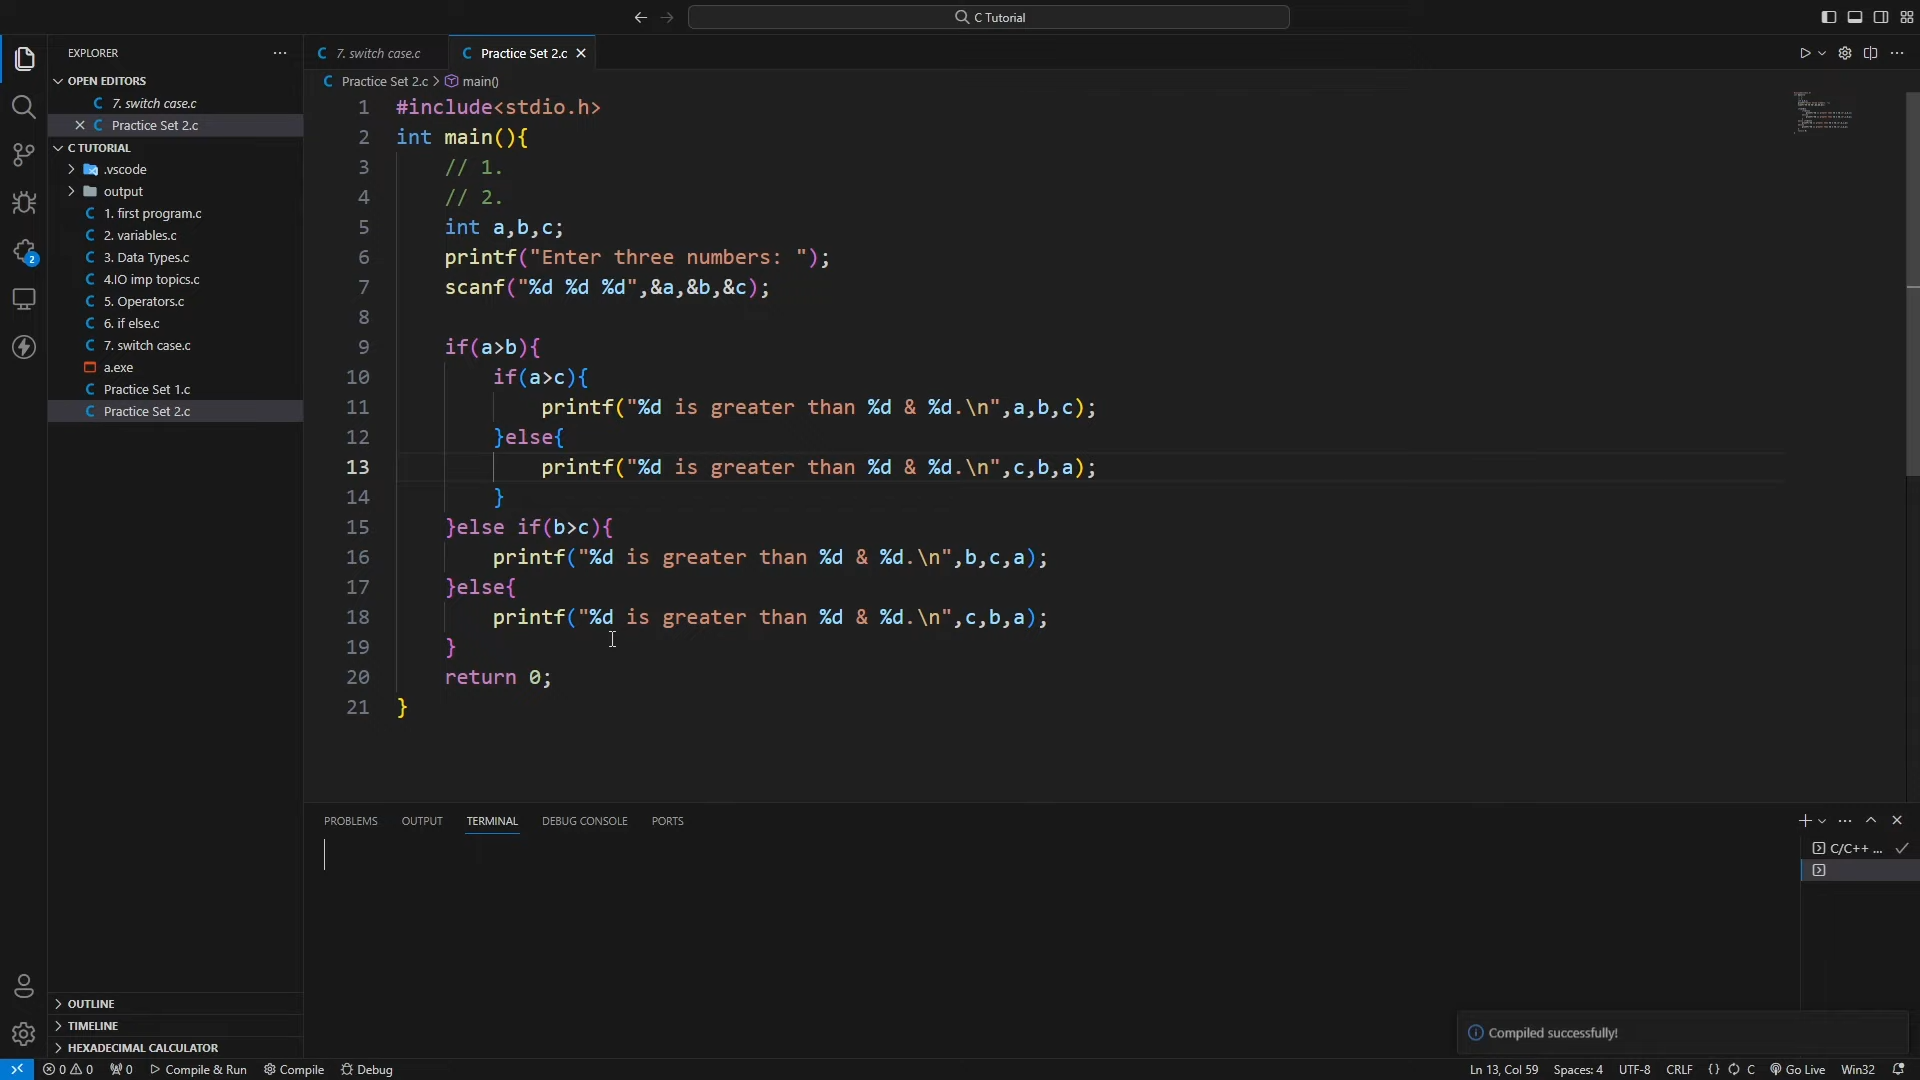 C Tutorial
EXPLORER
OPEN EDITORS
C 7. switch case.c
C Practice Set 2.c
C TUTORIAL
.vscode
output
C 1. first program.c
C 2. variables.c
C 3. Data Types.c
C 4.IO imp topics.c
C 5. Operators.c
C 6. if else.c
C 7. switch case.c
a.exe
C Practice Set 1.c
C Practice Set 2.c
OUTLINE
TIMELINE
HEXADECIMAL CALCULATOR
2
C 7. switch case.c C Practice Set 2.c
C Practice Set 2.c > main()
1 #include<stdio.h>
2 int main(){
3 // 1.
4 // 2.
5 int a,b,c;
6 printf("Enter three numbers: ");
7 scanf("%d %d %d",&a,&b,&c);
8
9 if(a>b){
10 if(a>c){
11 printf("%d is greater than %d & %d.\n",a,b,c);
12 }else{
13 printf("%d is greater than %d & %d.\n",c,b,a);
14 }
15 }else if(b>c){
16 printf("%d is greater than %d & %d.\n",b,c,a);
17 }else{
18 printf("%d is greater than %d & %d.\n",c,b,a);
19 }
20 return 0;
21 }
PROBLEMS OUTPUT TERMINAL DEBUG CONSOLE PORTS
C/C++ ...
Compiled successfully!
0 0 0 Compile & Run Compile Debug Ln 13, Col 59 Spaces: 4 UTF-8 CRLF {} C Go Live Win32